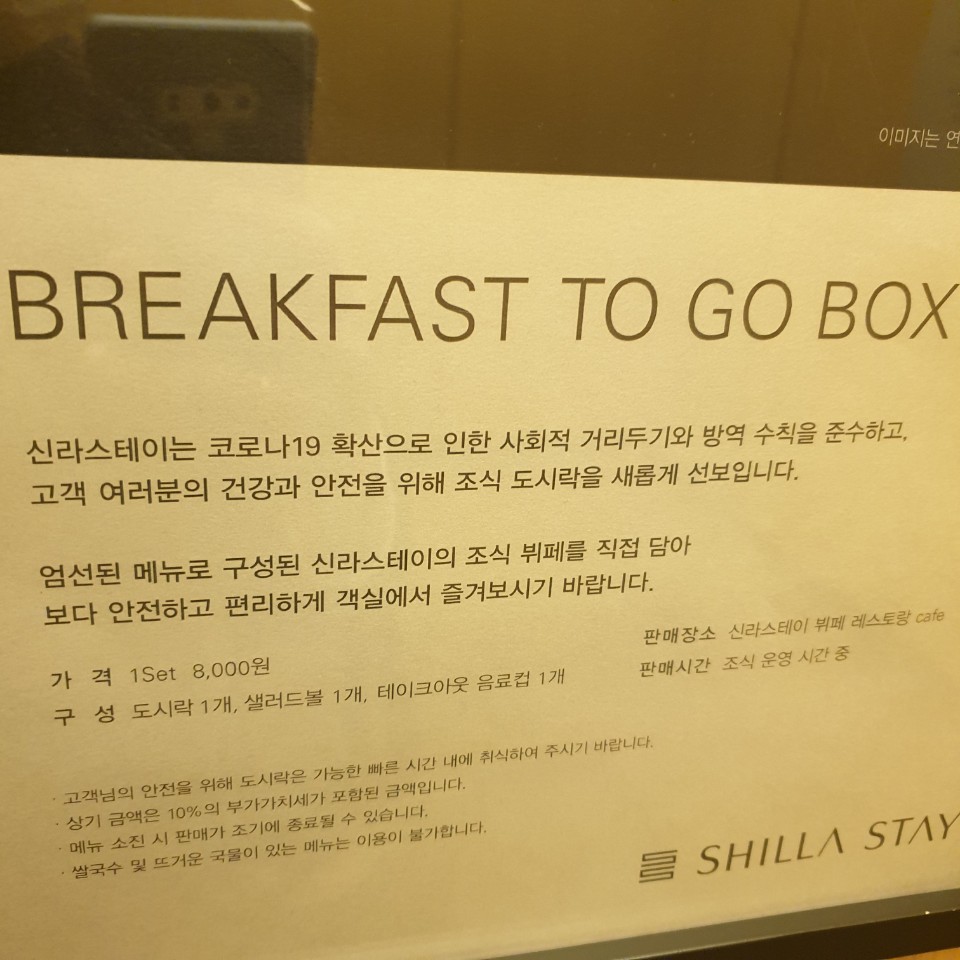 이미지는 연
BREAKFAST TO GO BOX
신라스테이는 코로나19 확산으로 인한 사회적 거리두기와 방역 수칙을 준수하고,
고객 여러분의 건강과 안전을 위해 조식 도시락을 새롭게 선보입니다.
엄선된 메뉴로 구성된 신라스테이의 조식 뷔페를 직접 담아
보다 안전하고 편리하게 객실에서 즐겨보시기 바랍니다.
가 격 1Set 8,000원
구 성 도시락 1개, 샐러드볼 1개, 테이크아웃 음료컵 1개
판매장소 신라스테이 뷔페 레스토랑 cafe
판매시간 조식 운영 시간 중
· 고객님의 안전을 위해 도시락은 가능한 빠른 시간 내에 취식하여 주시기 바랍니다.
· 상기 금액은 10%의 부가가치세가 포함된 금액입니다.
· 메뉴 소진 시 판매가 조기에 종료될 수 있습니다.
· 쌀국수 및 뜨거운 국물이 있는 메뉴는 이용이 불가합니다.
SHILLA STAY